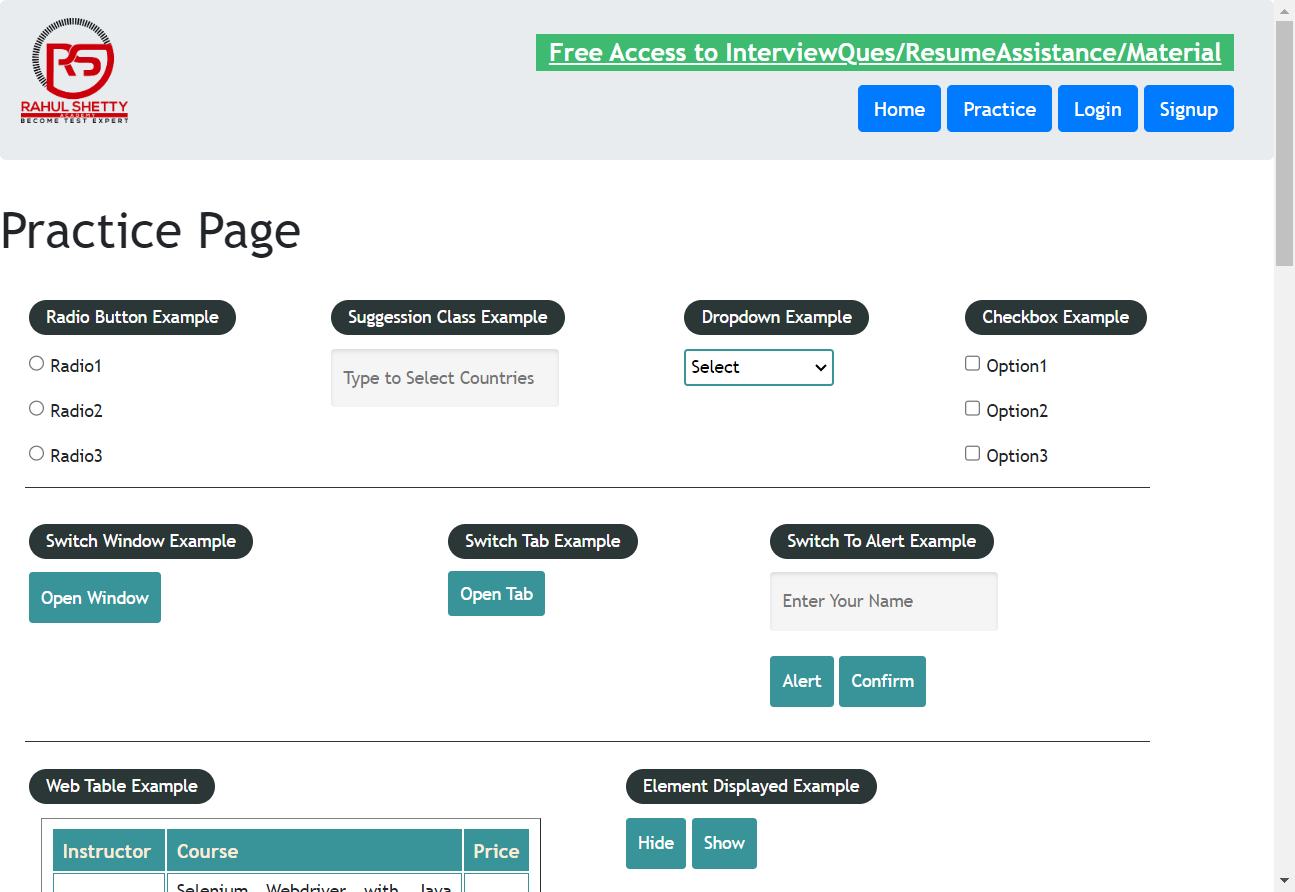 RAHUL SHETTY
ACADEMY
BECOME TEST EXPERT
Free Access to InterviewQues/ResumeAssistance/Material
Home Practice Login Signup
Practice Page
Radio Button Example
Radio1
Radio2
Radio3
Suggession Class Example
Type to Select Countries
Dropdown Example
Select
Checkbox Example
Option1
Option2
Option3
Switch Window Example
Open Window
Switch Tab Example
Open Tab
Switch To Alert Example
Enter Your Name
Alert Confirm
Web Table Example
Instructor Course Price
Selenium Webdriver with Java
Element Displayed Example
Hide Show